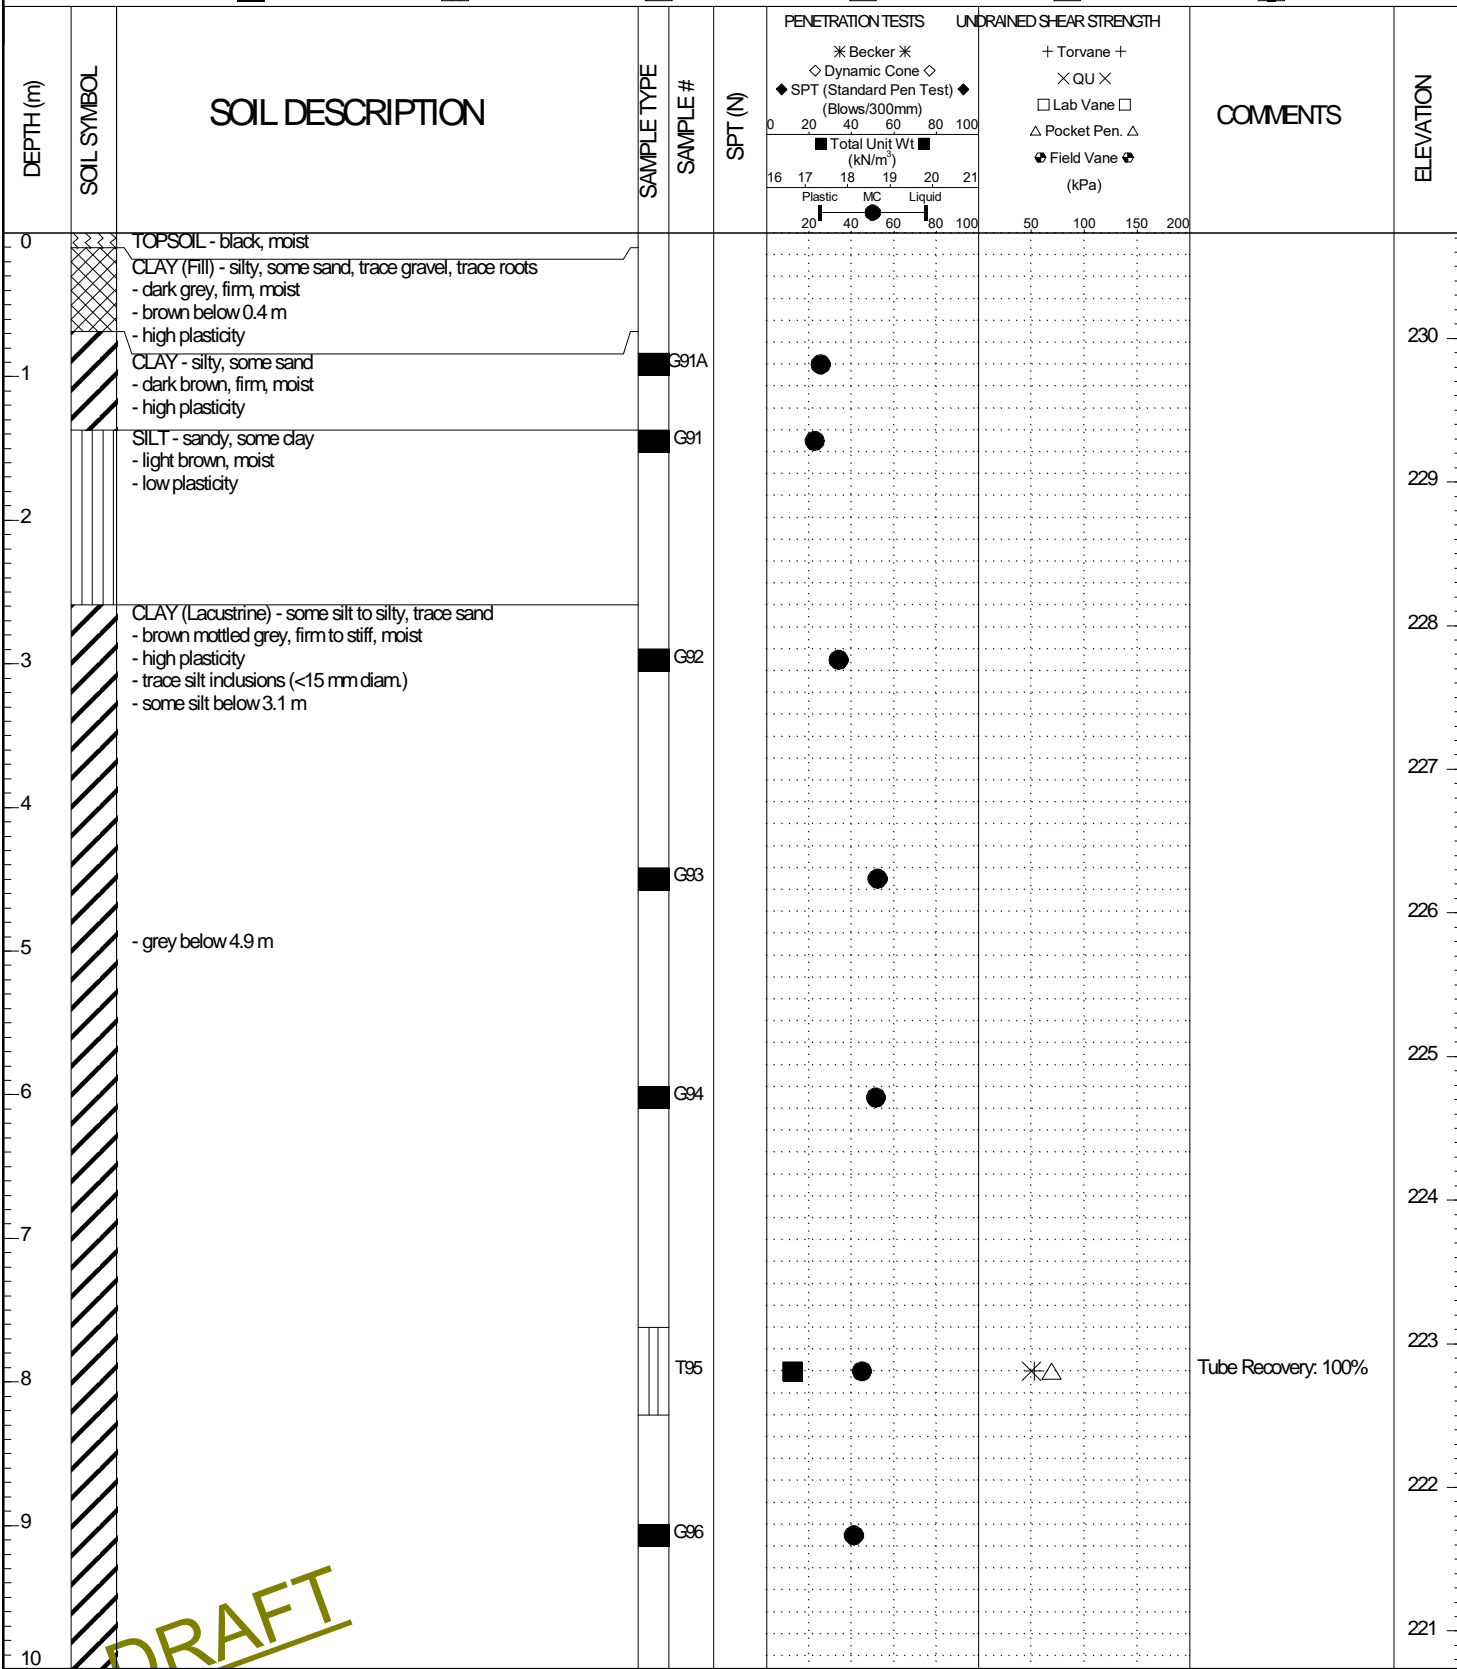 DEPTH (m)
SOIL SYMBOL
SOIL DESCRIPTION
SAMPLE TYPE
SAMPLE #
SPT (N)
PENETRATION TESTS
Becker
Dynamic Cone
SPT (Standard Pen Test)
(Blows/300mm)
0 20 40 60 80 100
Total Unit Wt
(kN/m³)
16 17 18 19 20 21
Plastic MC Liquid
20 40 60 80 100
UNDRAINED SHEAR STRENGTH
+ Torvane +
× QU ×
□ Lab Vane □
△ Pocket Pen. △
Field Vane
(kPa)
50 100 150 200
COMMENTS
ELEVATION
0
TOPSOIL - black, moist
CLAY (Fill) - silty, some sand, trace gravel, trace roots
- dark grey, firm, moist
- brown below 0.4 m
- high plasticity
230
CLAY - silty, some sand
G91A
1
- dark brown, firm, moist
- high plasticity
SILT - sandy, some clay
G91
- light brown, moist
- low plasticity
229
2
CLAY (Lacustrine) - some silt to silty, trace sand
228
- brown mottled grey, firm to stiff, moist
3
- high plasticity
G92
- trace silt inclusions (<15 mm diam.)
- some silt below 3.1 m
227
4
G93
226
5
- grey below 4.9 m
225
6
G94
224
7
223
T95
Tube Recovery: 100%
8
222
9
G96
DRAFT
221
10